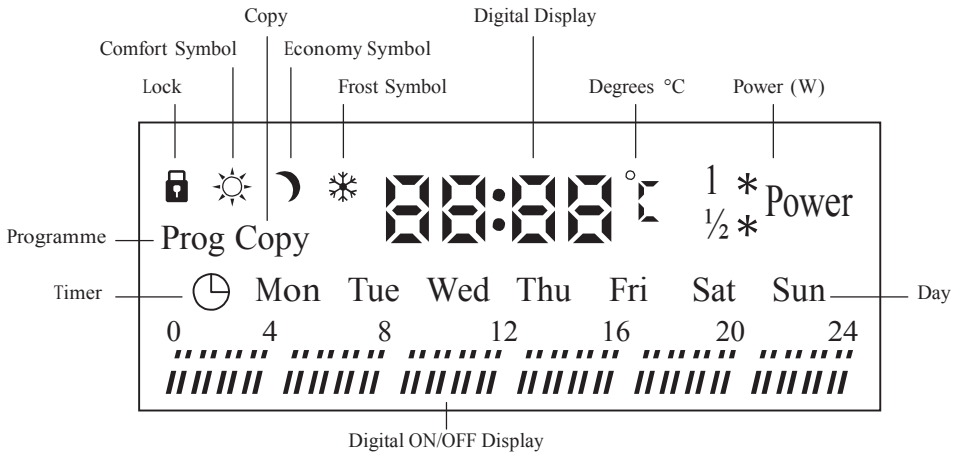 Copy
Digital Display
Comfort Symbol
Economy Symbol
Lock
Frost Symbol
Degrees °C
Power (W)
88:88 °C
1 * Power
½ *
Programme
Prog Copy
Timer
Mon Tue Wed Thu Fri Sat Sun
Day
0 4 8 12 16 20 24
Digital ON/OFF Display